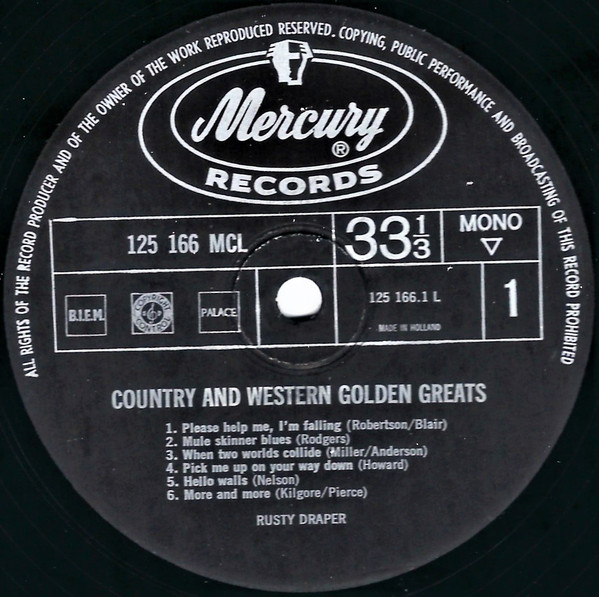 ALL RIGHTS OF THE RECORD PRODUCER AND OF THE OWNER OF THE WORK REPRODUCED RESERVED. COPYING, PUBLIC PERFORMANCE AND BROADCASTING OF THIS RECORD PROHIBITED
Mercury ®
RECORDS
125 166 MCL
33 1/3
MONO
▽
B.I.E.M.
COPYRIGHT CONTROL
PALACE
125 166.1 L
MADE IN HOLLAND
1
COUNTRY AND WESTERN GOLDEN GREATS
1. Please help me, I'm falling (Robertson/Blair)
2. Mule skinner blues (Rodgers)
3. When two worlds collide (Miller/Anderson)
4. Pick me up on your way down (Howard)
5. Hello walls (Nelson)
6. More and more (Kilgore/Pierce)
RUSTY DRAPER